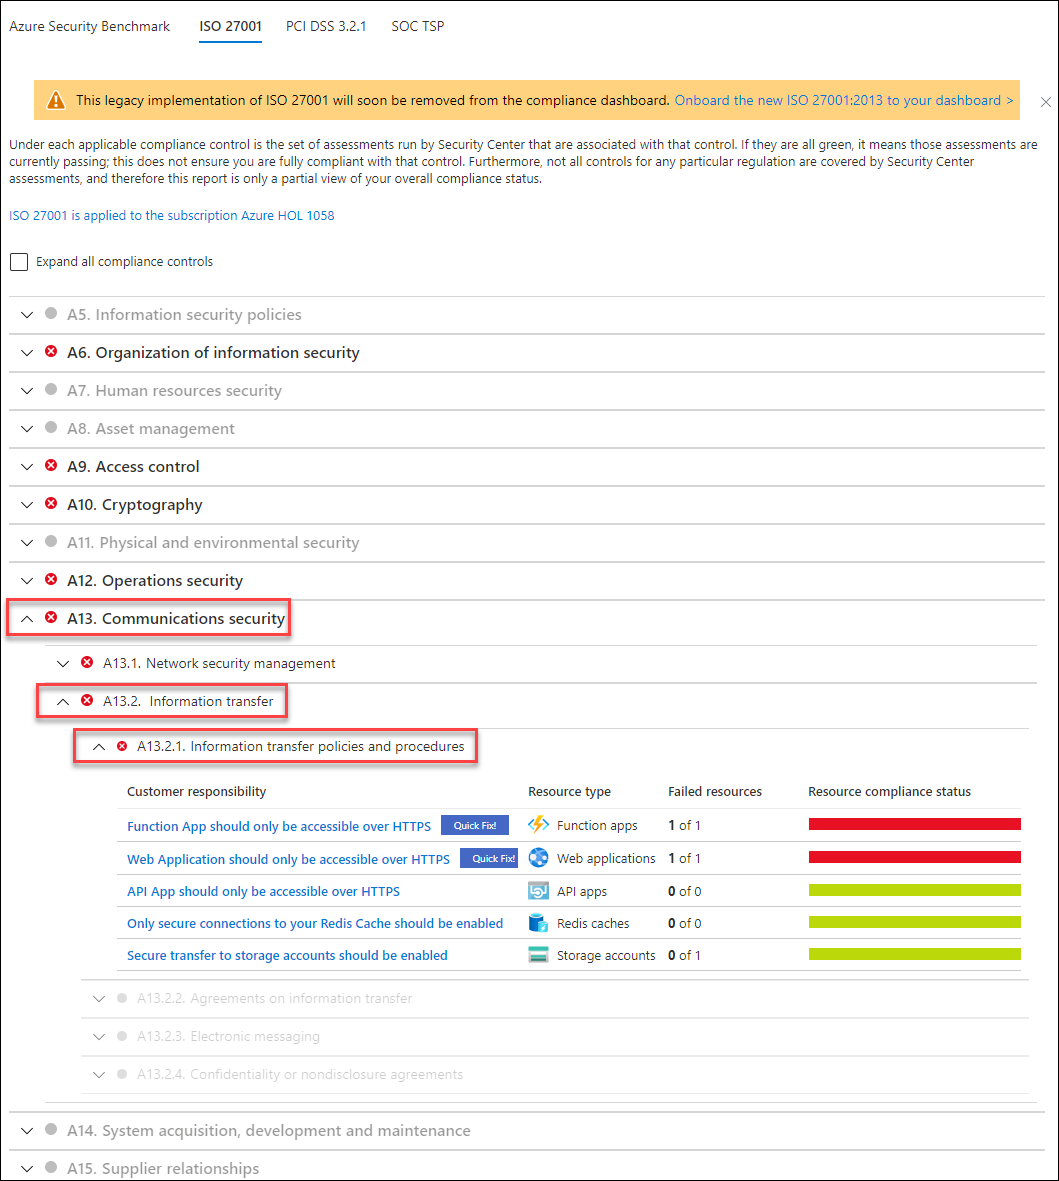 Azure Security Benchmark ISO 27001 PCI DSS 3.2.1 SOC TSP
This legacy implementation of ISO 27001 will soon be removed from the compliance dashboard. Onboard the new ISO 27001:2013 to your dashboard >
Under each applicable compliance control is the set of assessments run by Security Center that are associated with that control. If they are all green, it means those assessments are
currently passing; this does not ensure you are fully compliant with that control. Furthermore, not all controls for any particular regulation are covered by Security Center
assessments, and therefore this report is only a partial view of your overall compliance status.
ISO 27001 is applied to the subscription Azure HOL 1058
Expand all compliance controls
A5. Information security policies
A6. Organization of information security
A7. Human resources security
A8. Asset management
A9. Access control
A10. Cryptography
A11. Physical and environmental security
A12. Operations security
A13. Communications security
A13.1. Network security management
A13.2. Information transfer
A13.2.1. Information transfer policies and procedures
Customer responsibility Resource type Failed resources Resource compliance status
Function App should only be accessible over HTTPS Quick Fix! Function apps 1 of 1
Web Application should only be accessible over HTTPS Quick Fix! Web applications 1 of 1
API App should only be accessible over HTTPS API apps 0 of 0
Only secure connections to your Redis Cache should be enabled Redis caches 0 of 0
Secure transfer to storage accounts should be enabled Storage accounts 0 of 1
A13.2.2. Agreements on information transfer
A13.2.3. Electronic messaging
A13.2.4. Confidentiality or nondisclosure agreements
A14. System acquisition, development and maintenance
A15. Supplier relationships